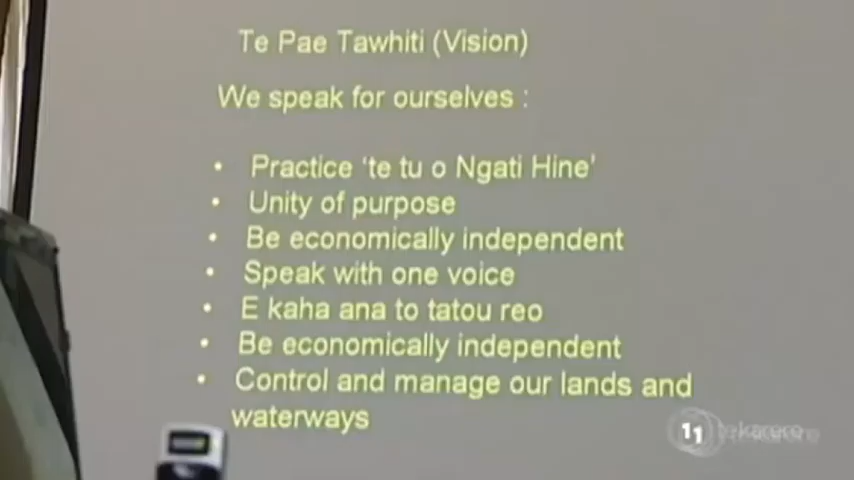 Te Pae Tawhiti (Vision)
We speak for ourselves :
• Practice ‘te tu o Ngati Hine’
• Unity of purpose
• Be economically independent
• Speak with one voice
• E kaha ana to tatou reo
• Be economically independent
• Control and manage our lands and
waterways
11 tekarere